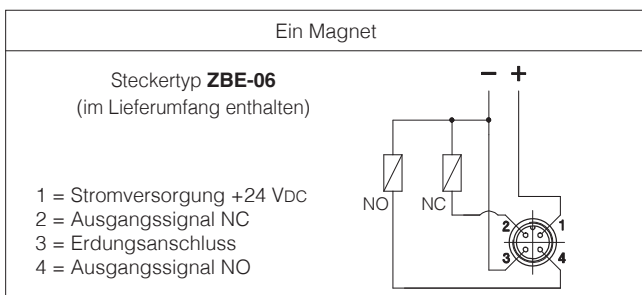 Ein Magnet
Steckertyp ZBE-06
(im Lieferumfang enthalten)
− +
1 = Stromversorgung +24 VDC
2 = Ausgangssignal NC
3 = Erdungsanschluss
4 = Ausgangssignal NO
NO NC
2 1
3 4